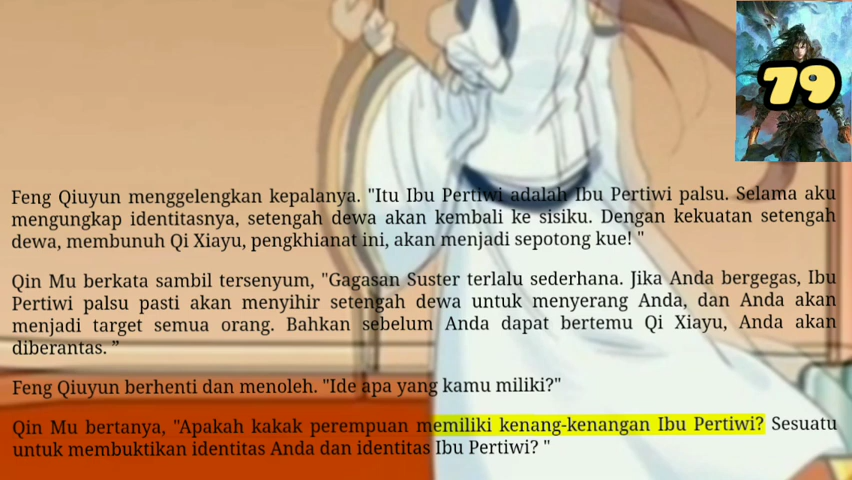 79
Feng Qiuyun menggelengkan kepalanya. "Itu Ibu Pertiwi adalah Ibu Pertiwi palsu. Selama aku
mengungkap identitasnya, setengah dewa akan kembali ke sisiku. Dengan kekuatan setengah
dewa, membunuh Qi Xiayu, pengkhianat ini, akan menjadi sepotong kue! "
Qin Mu berkata sambil tersenyum, "Gagasan Suster terlalu sederhana. Jika Anda bergegas, Ibu
Pertiwi palsu pasti akan menyihir setengah dewa untuk menyerang Anda, dan Anda akan
menjadi target semua orang. Bahkan sebelum Anda dapat bertemu Qi Xiayu, Anda akan
diberantas. ”
Feng Qiuyun berhenti dan menoleh. "Ide apa yang kamu miliki?"
Qin Mu bertanya, "Apakah kakak perempuan memiliki kenang-kenangan Ibu Pertiwi? Sesuatu
untuk membuktikan identitas Anda dan identitas Ibu Pertiwi? "